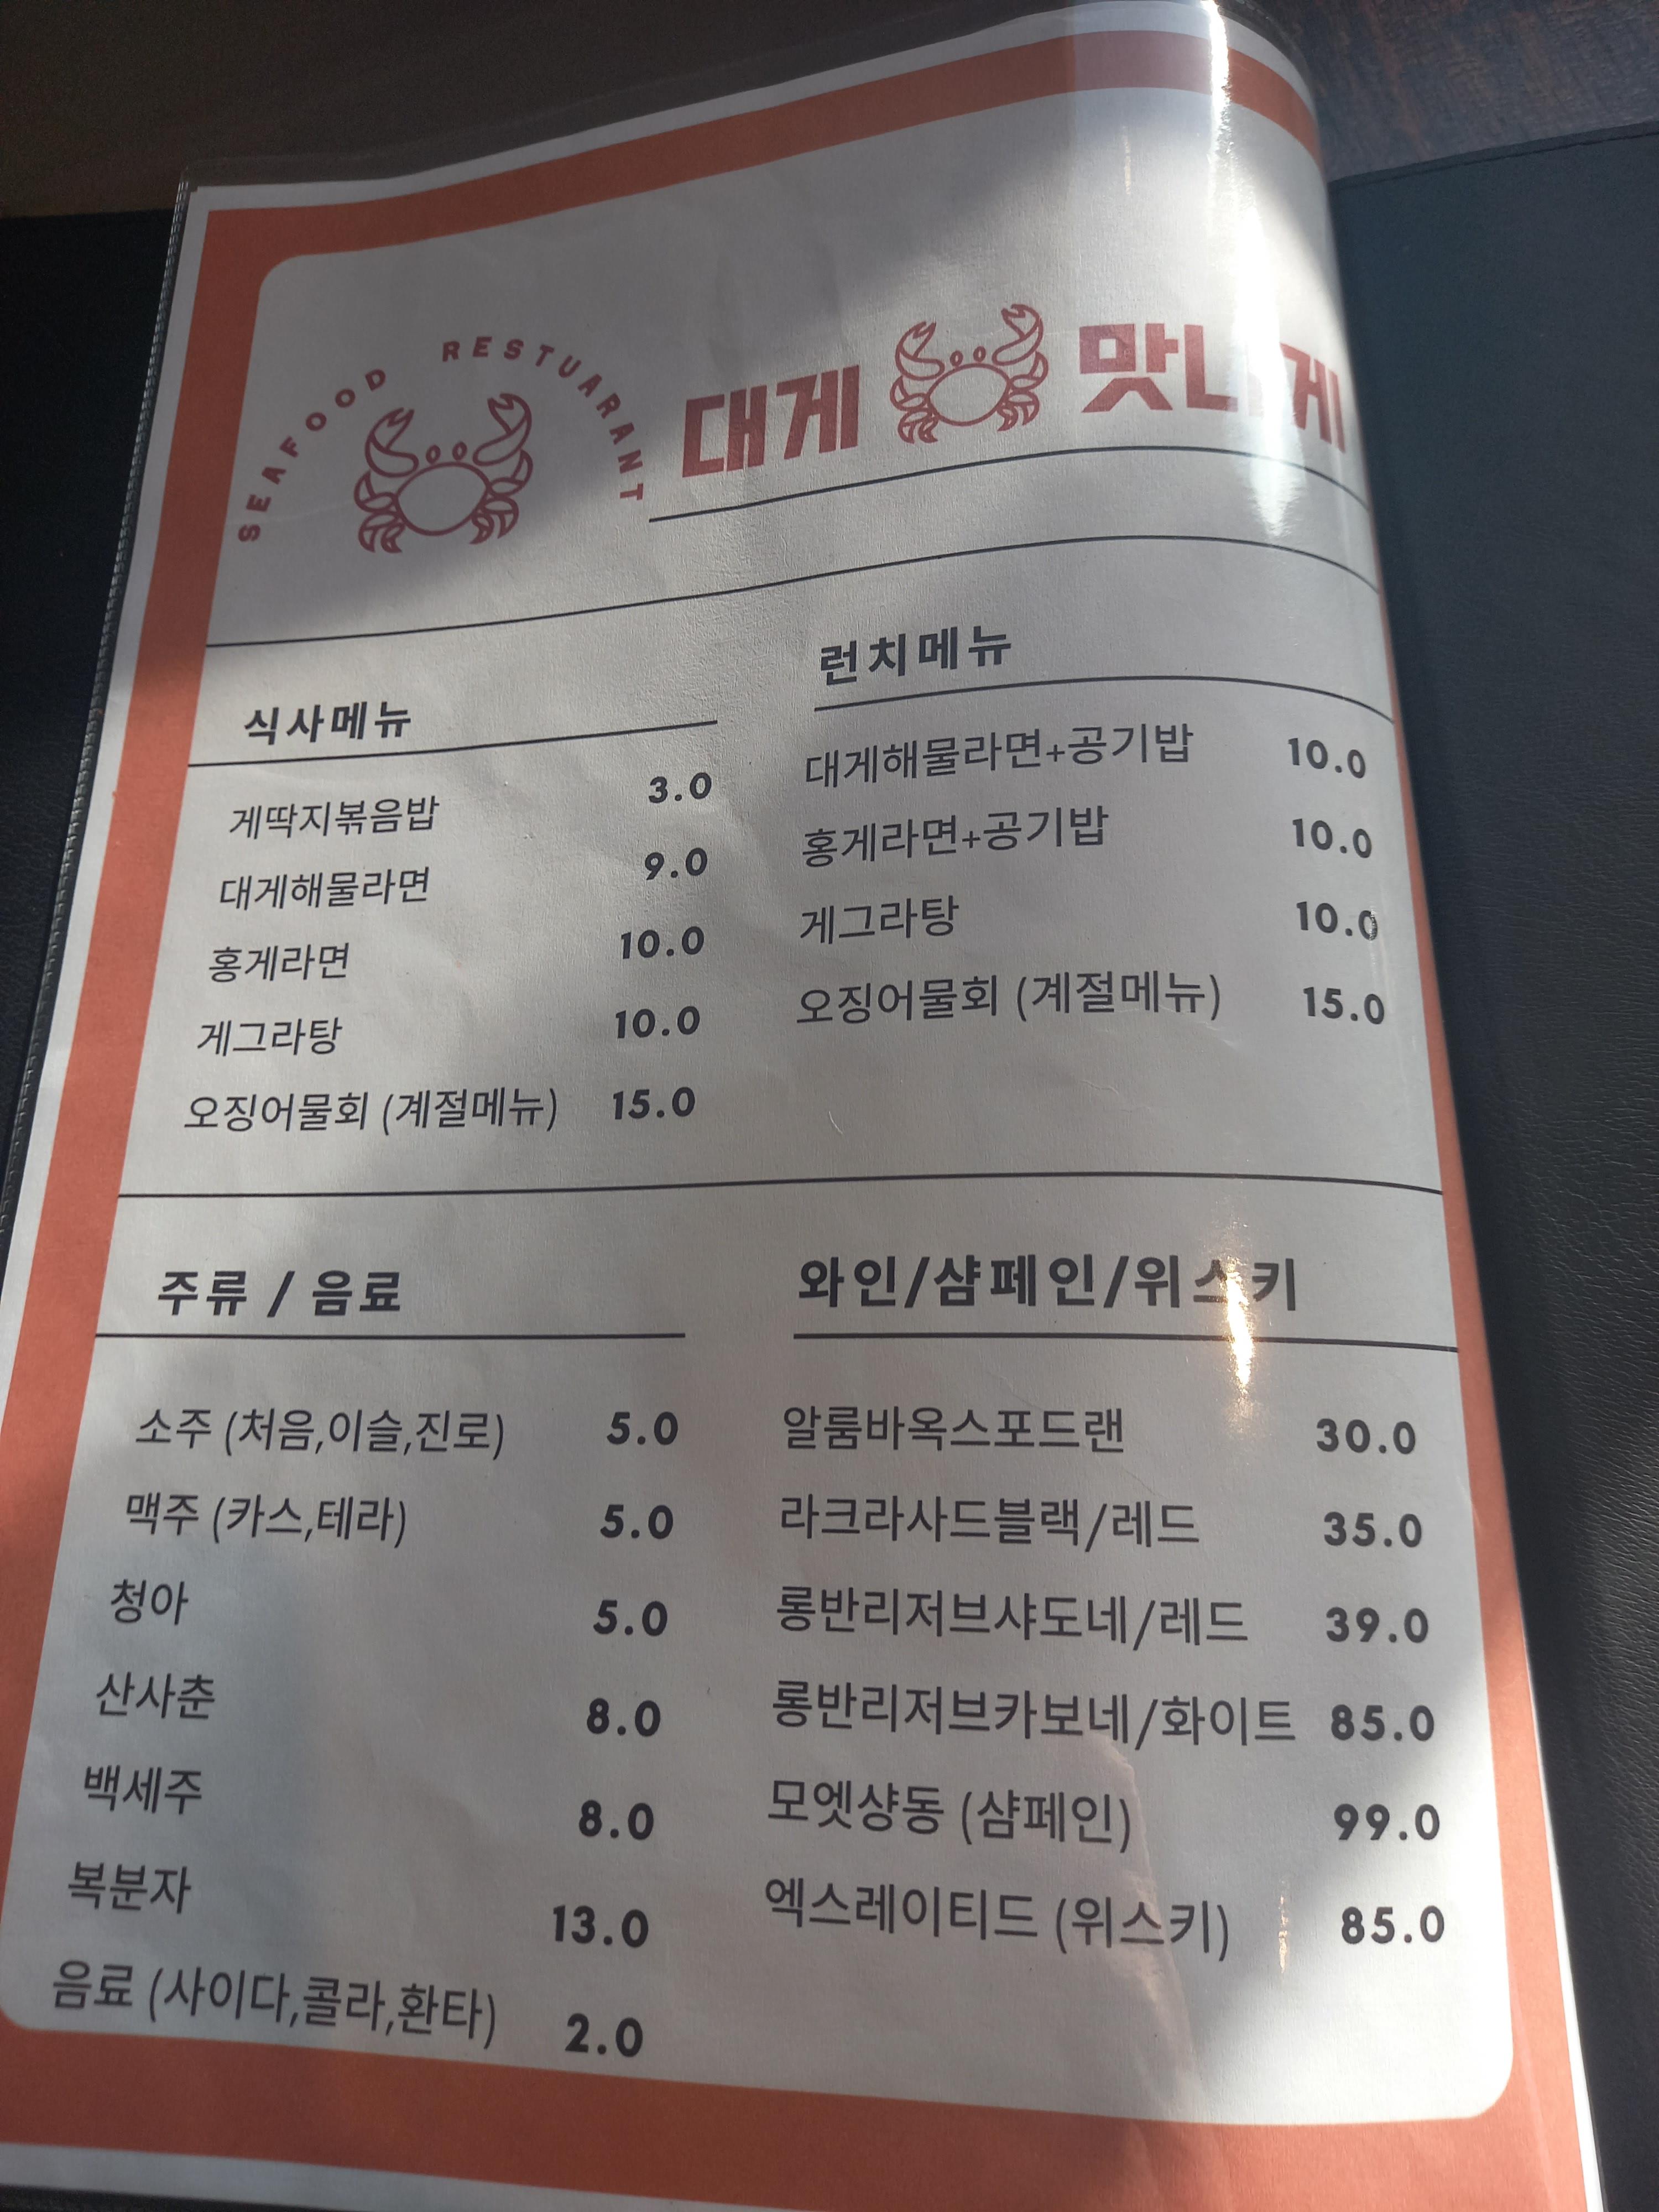 SEAFOOD RESTUARANT
대게 맛나게
식사메뉴
게딱지볶음밥 3.0
대게해물라면 9.0
홍게라면 10.0
게그라탕 10.0
오징어물회 (계절메뉴) 15.0
런치메뉴
대게해물라면+공기밥 10.0
홍게라면+공기밥 10.0
게그라탕 10.0
오징어물회 (계절메뉴) 15.0
주류 / 음료
소주 (처음,이슬,진로) 5.0
맥주 (카스,테라) 5.0
청아 5.0
산사춘 8.0
백세주 8.0
복분자 13.0
음료 (사이다,콜라,환타) 2.0
와인/샴페인/위스키
알룸바옥스포드랜 30.0
라크라사드블랙/레드 35.0
롱반리저브샤도네/레드 39.0
롱반리저브카보네/화이트 85.0
모엣샹동 (샴페인) 99.0
엑스레이티드 (위스키) 85.0